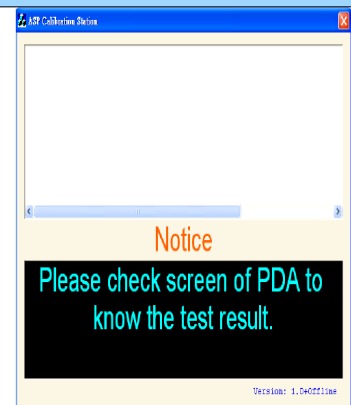 ASP Calibration Station
Notice
Please check screen of PDA to
know the test result.
Version: 1.0+Offline